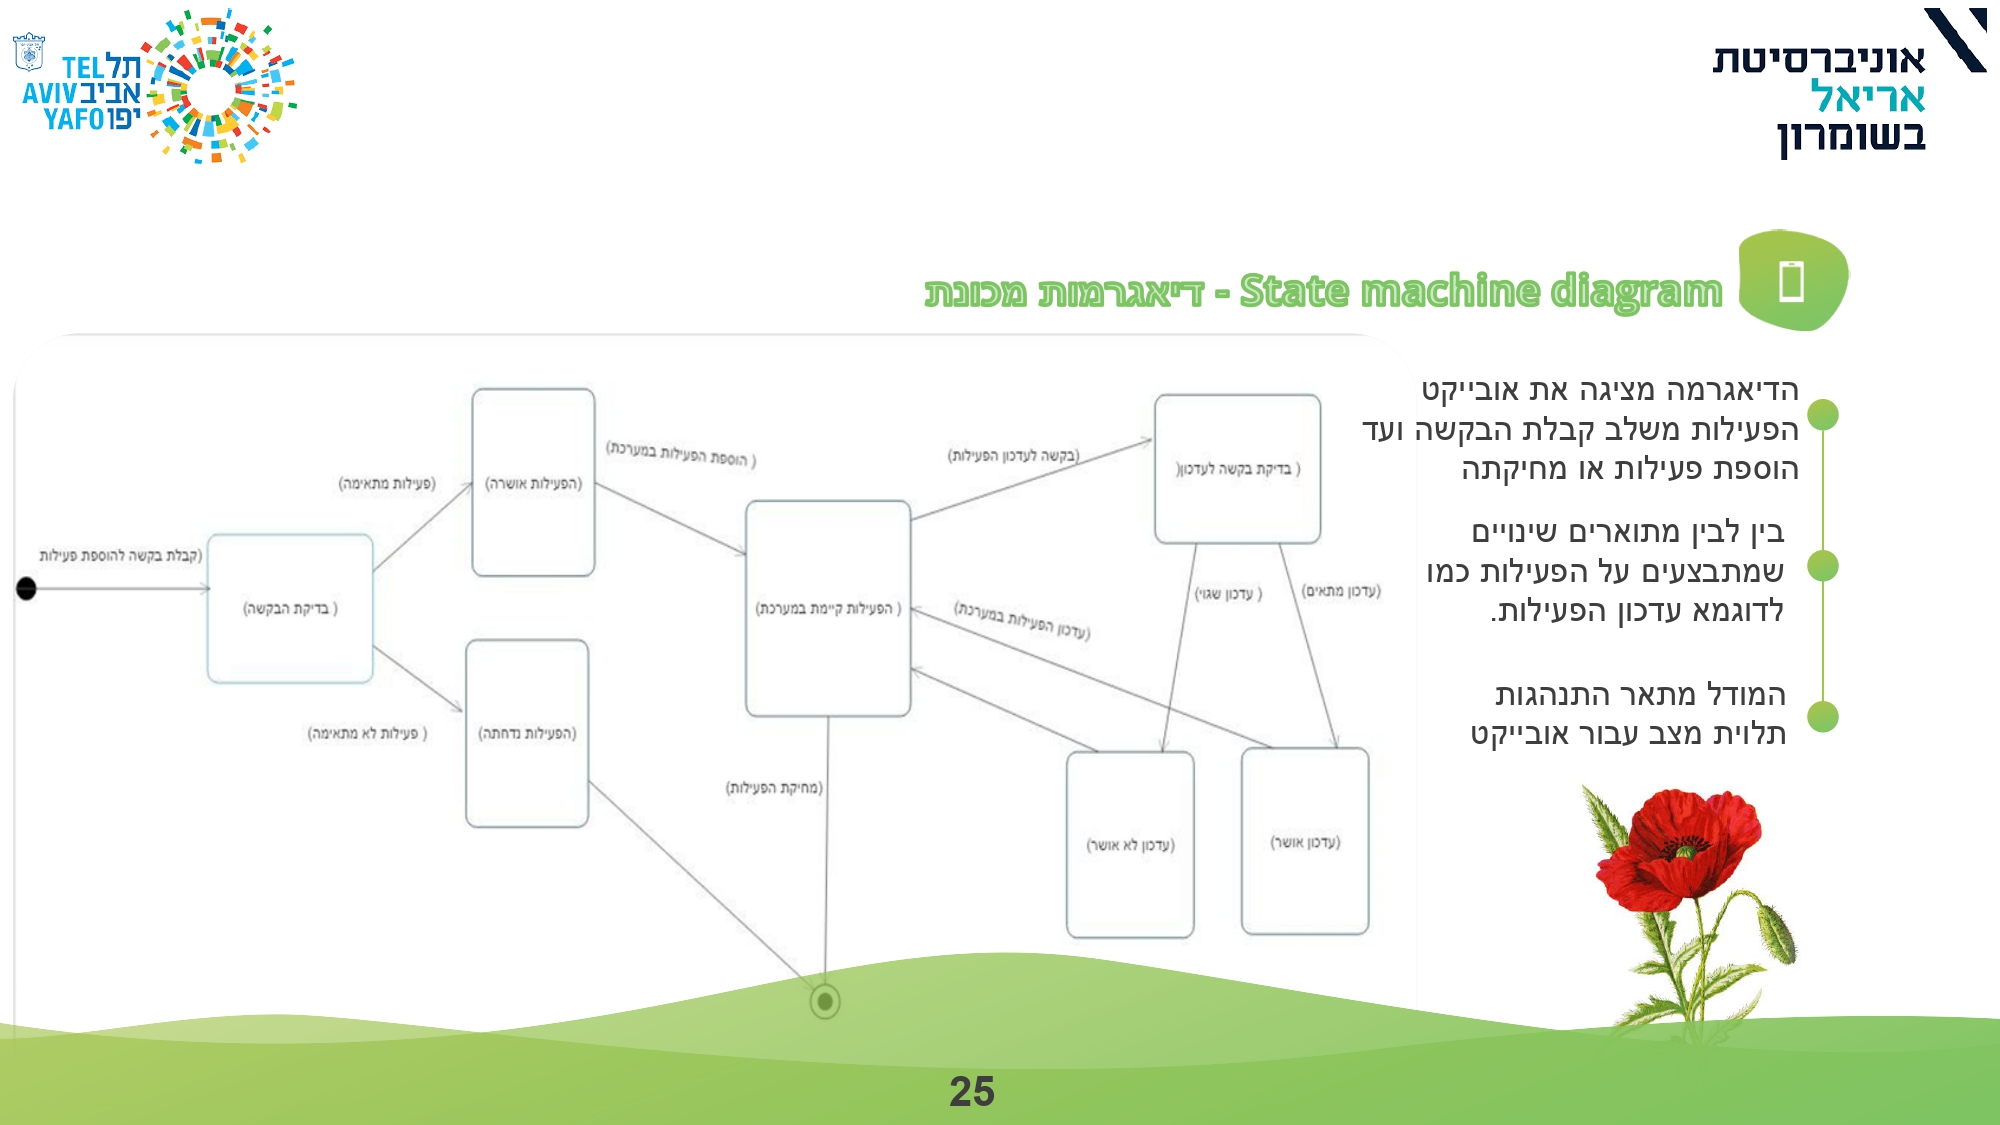 תל TEL
אביב AVIV
יפו YAFO
אוניברסיטת
אריאל
בשומרון
State machine diagram - דיאגרמות מכונת
הדיאגרמה מציגה את אובייקט
הפעילות משלב קבלת הבקשה ועד
הוספת פעילות או מחיקתה
בין לבין מתוארים שינויים
שמתבצעים על הפעילות כמו
לדוגמא עדכון הפעילות.
המודל מתאר התנהגות
תלוית מצב עבור אובייקט
(קבלת בקשה להוספת פעילות
( בדיקת הבקשה)
(פעילות מתאימה)
( פעילות לא מתאימה)
(הפעילות אושרה)
(הפעילות נדחתה)
( הוספת הפעילות במערכת)
( הפעילות קיימת במערכת)
(מחיקת הפעילות)
(בקשה לעדכון הפעילות)
( בדיקת בקשה לעדכון(
( עדכון שגוי)
(עדכון מתאים)
(עדכון הפעילות במערכת)
(עדכון לא אושר)
(עדכון אושר)
25